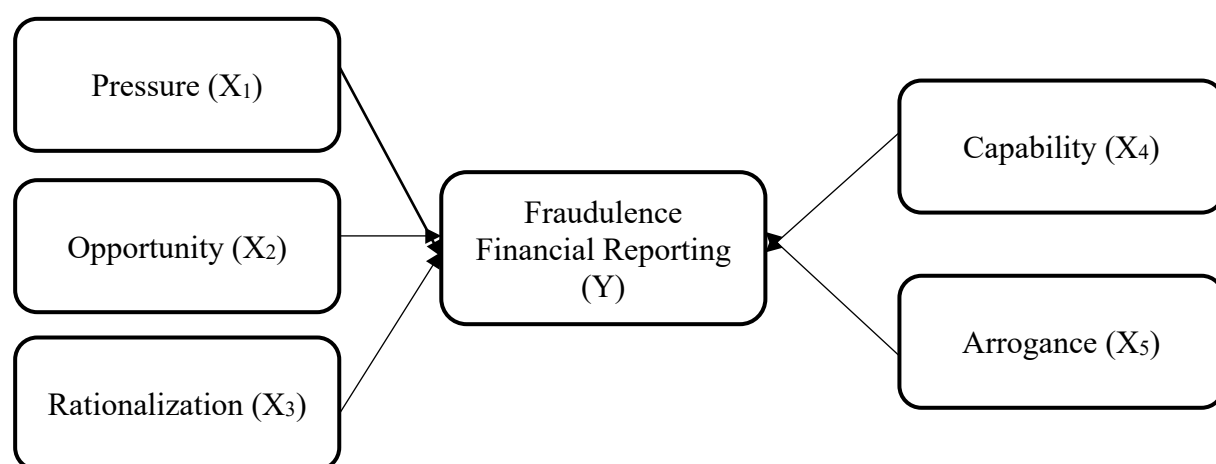 Pressure (X₁)
Opportunity (X₂)
Rationalization (X₃)
Fraudulence
Financial Reporting
(Y)
Capability (X₄)
Arrogance (X₅)